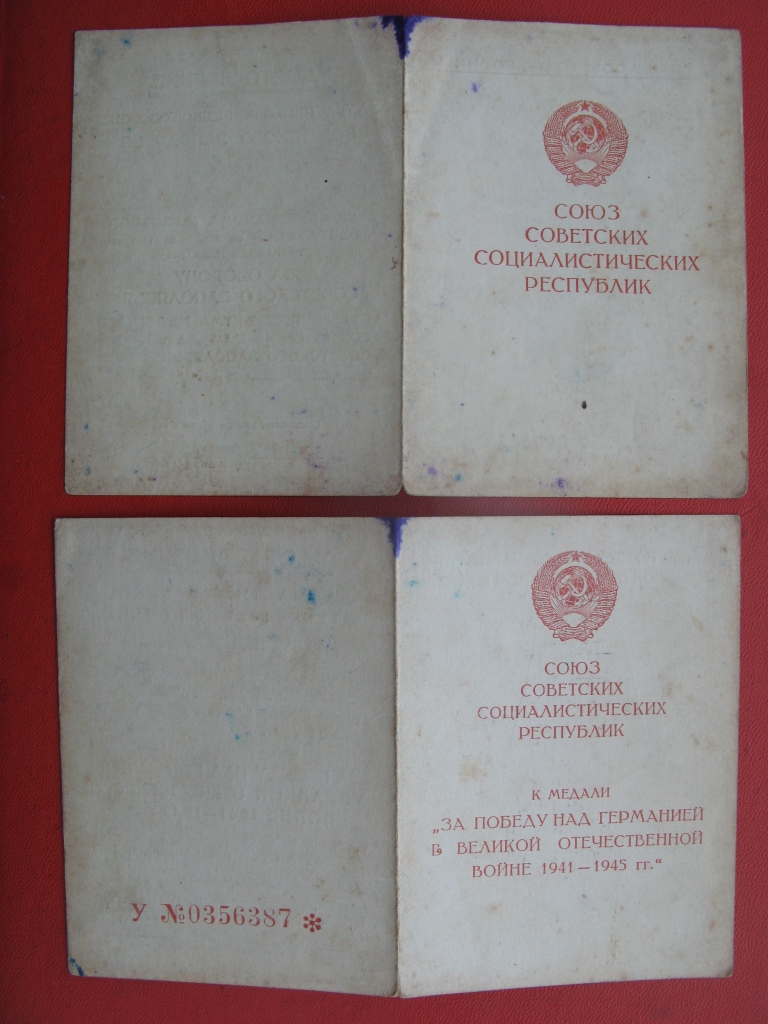 СОЮЗ
СОВЕТСКИХ
СОЦИАЛИСТИЧЕСКИХ
РЕСПУБЛИК
СОЮЗ
СОВЕТСКИХ
СОЦИАЛИСТИЧЕСКИХ
РЕСПУБЛИК
К МЕДАЛИ
„ЗА ПОБЕДУ НАД ГЕРМАНИЕЙ
В ВЕЛИКОЙ ОТЕЧЕСТВЕННОЙ
ВОЙНЕ 1941—1945 гг.“
У №0356387 *